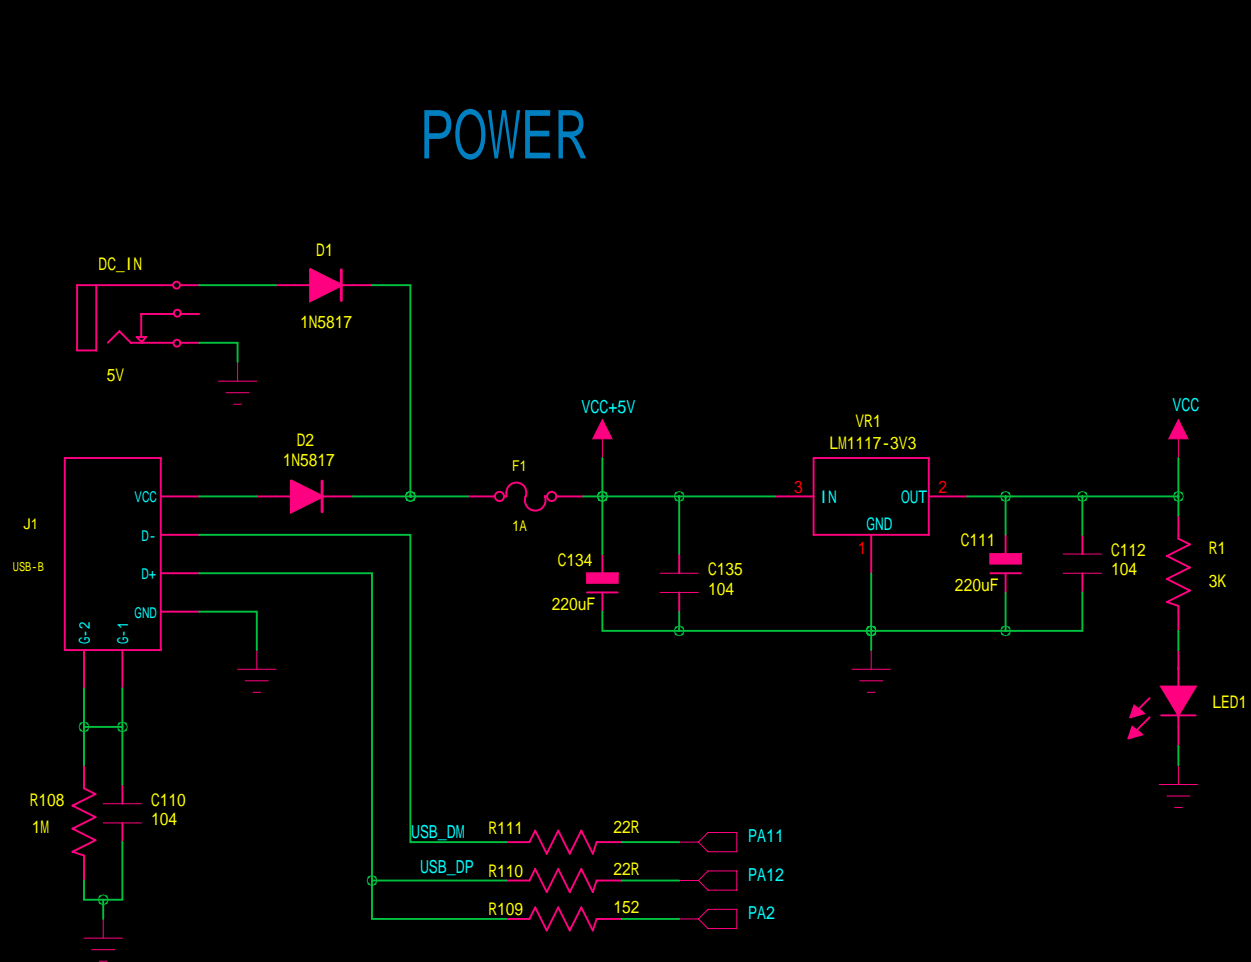 POWER
DC_IN
5V
D1
1N5817
D2
1N5817
J1
USB-B
VCC
D-
D+
GND
G-2
G-1
F1
1A
VCC+5V
C134
220uF
C135
104
VR1
LM1117-3V3
3
IN
OUT
2
GND
1
C111
220uF
C112
104
VCC
R1
3K
LED1
R108
1M
C110
104
USB_DM
R111
22R
PA11
USB_DP
R110
22R
PA12
R109
152
PA2